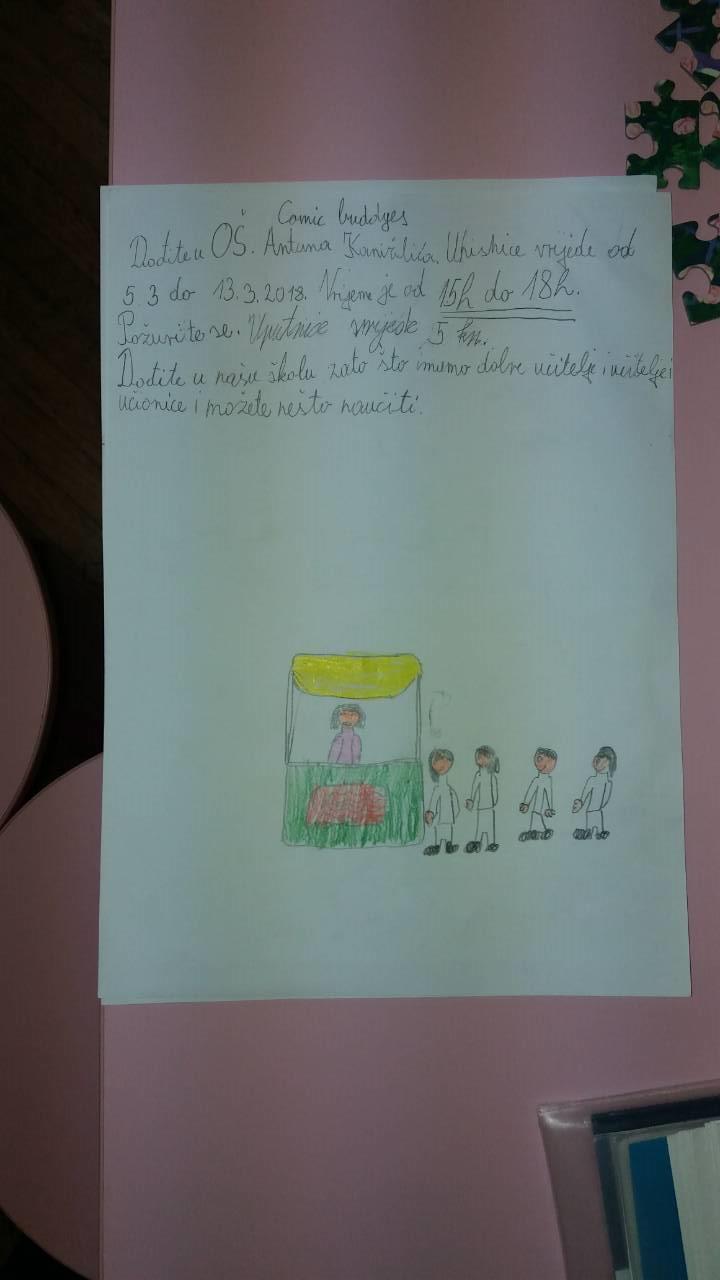 Comic buddyes
Dođite u OŠ. Antuna Kanižlića. Ulisnice vrijede od
5.3 do 13.3.2018. Vrijeme je od 15h do 18h.
Požurite se. Uputnice vrijede 5 kn.
Dođite u našu školu zato što imamo dobre učitelje i učiteljei
učionice i možete nešto naučiti.